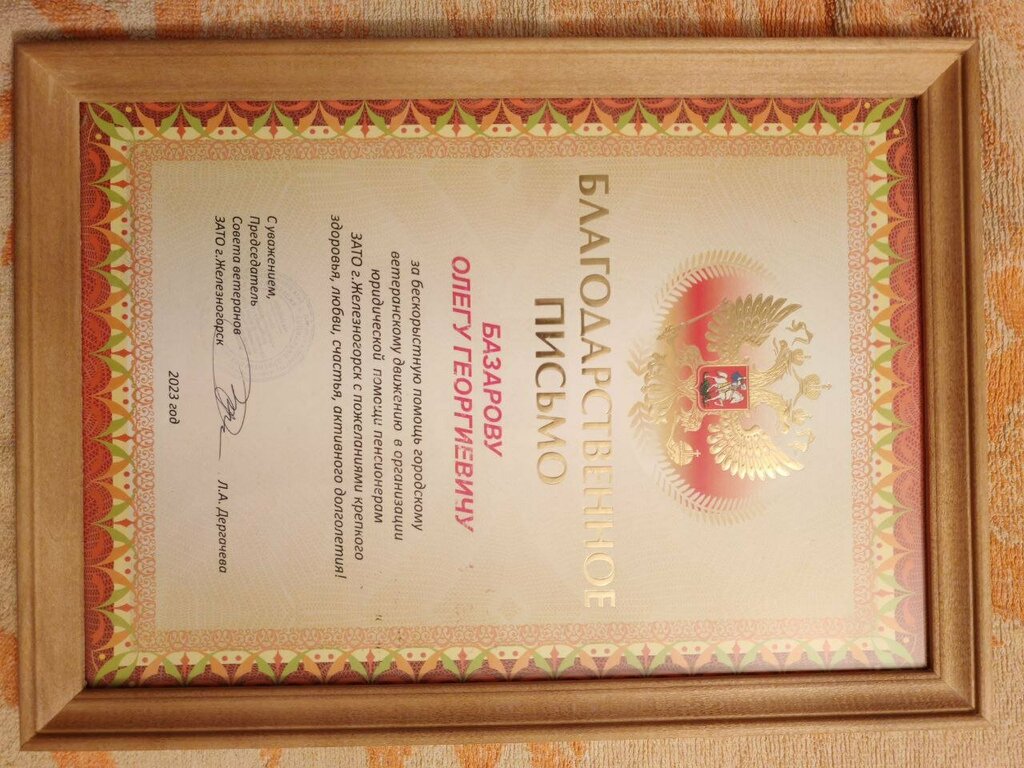 БЛАГОДАРСТВЕННОЕ
ПИСЬМО
БАЗАРОВУ
ОЛЕГУ ГЕОРГИЕВИЧУ
за бескорыстную помощь городскому
ветеранскому движению в организации
юридической помощи пенсионерам
ЗАТО г.Железногорск с пожеланиями крепкого
здоровья, любви, счастья, активного долголетия!
С уважением,
Председатель
Совета ветеранов
ЗАТО г.Железногорск Л.А. Дергачева
2023 год